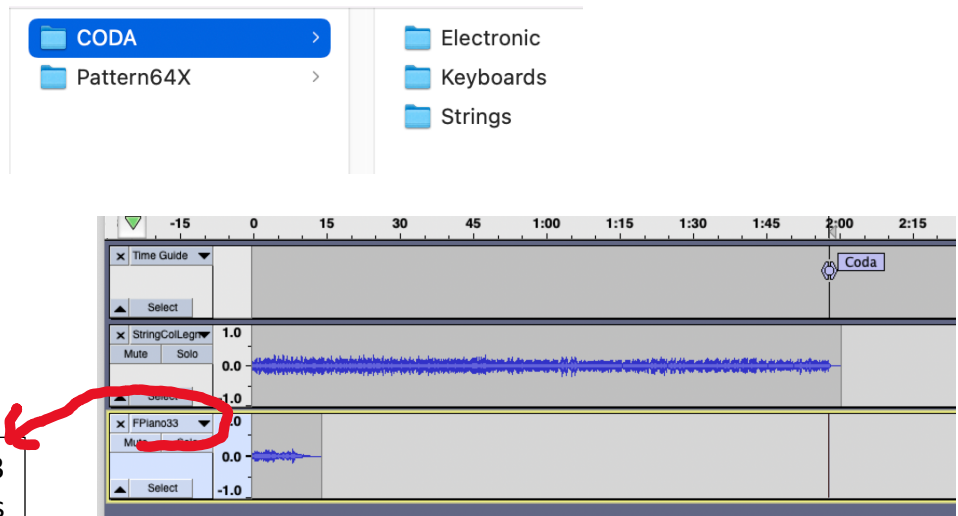 CODA
Pattern64X
Electronic
Keyboards
Strings
-15 0 15 30 45 1:00 1:15 1:30 1:45 2:00 2:15
Time Guide
Coda
Select
StringColLegn
1.0
Mute Solo
0.0
Select
-1.0
FPiano33
Mute Solo
0.0
Select
-1.0